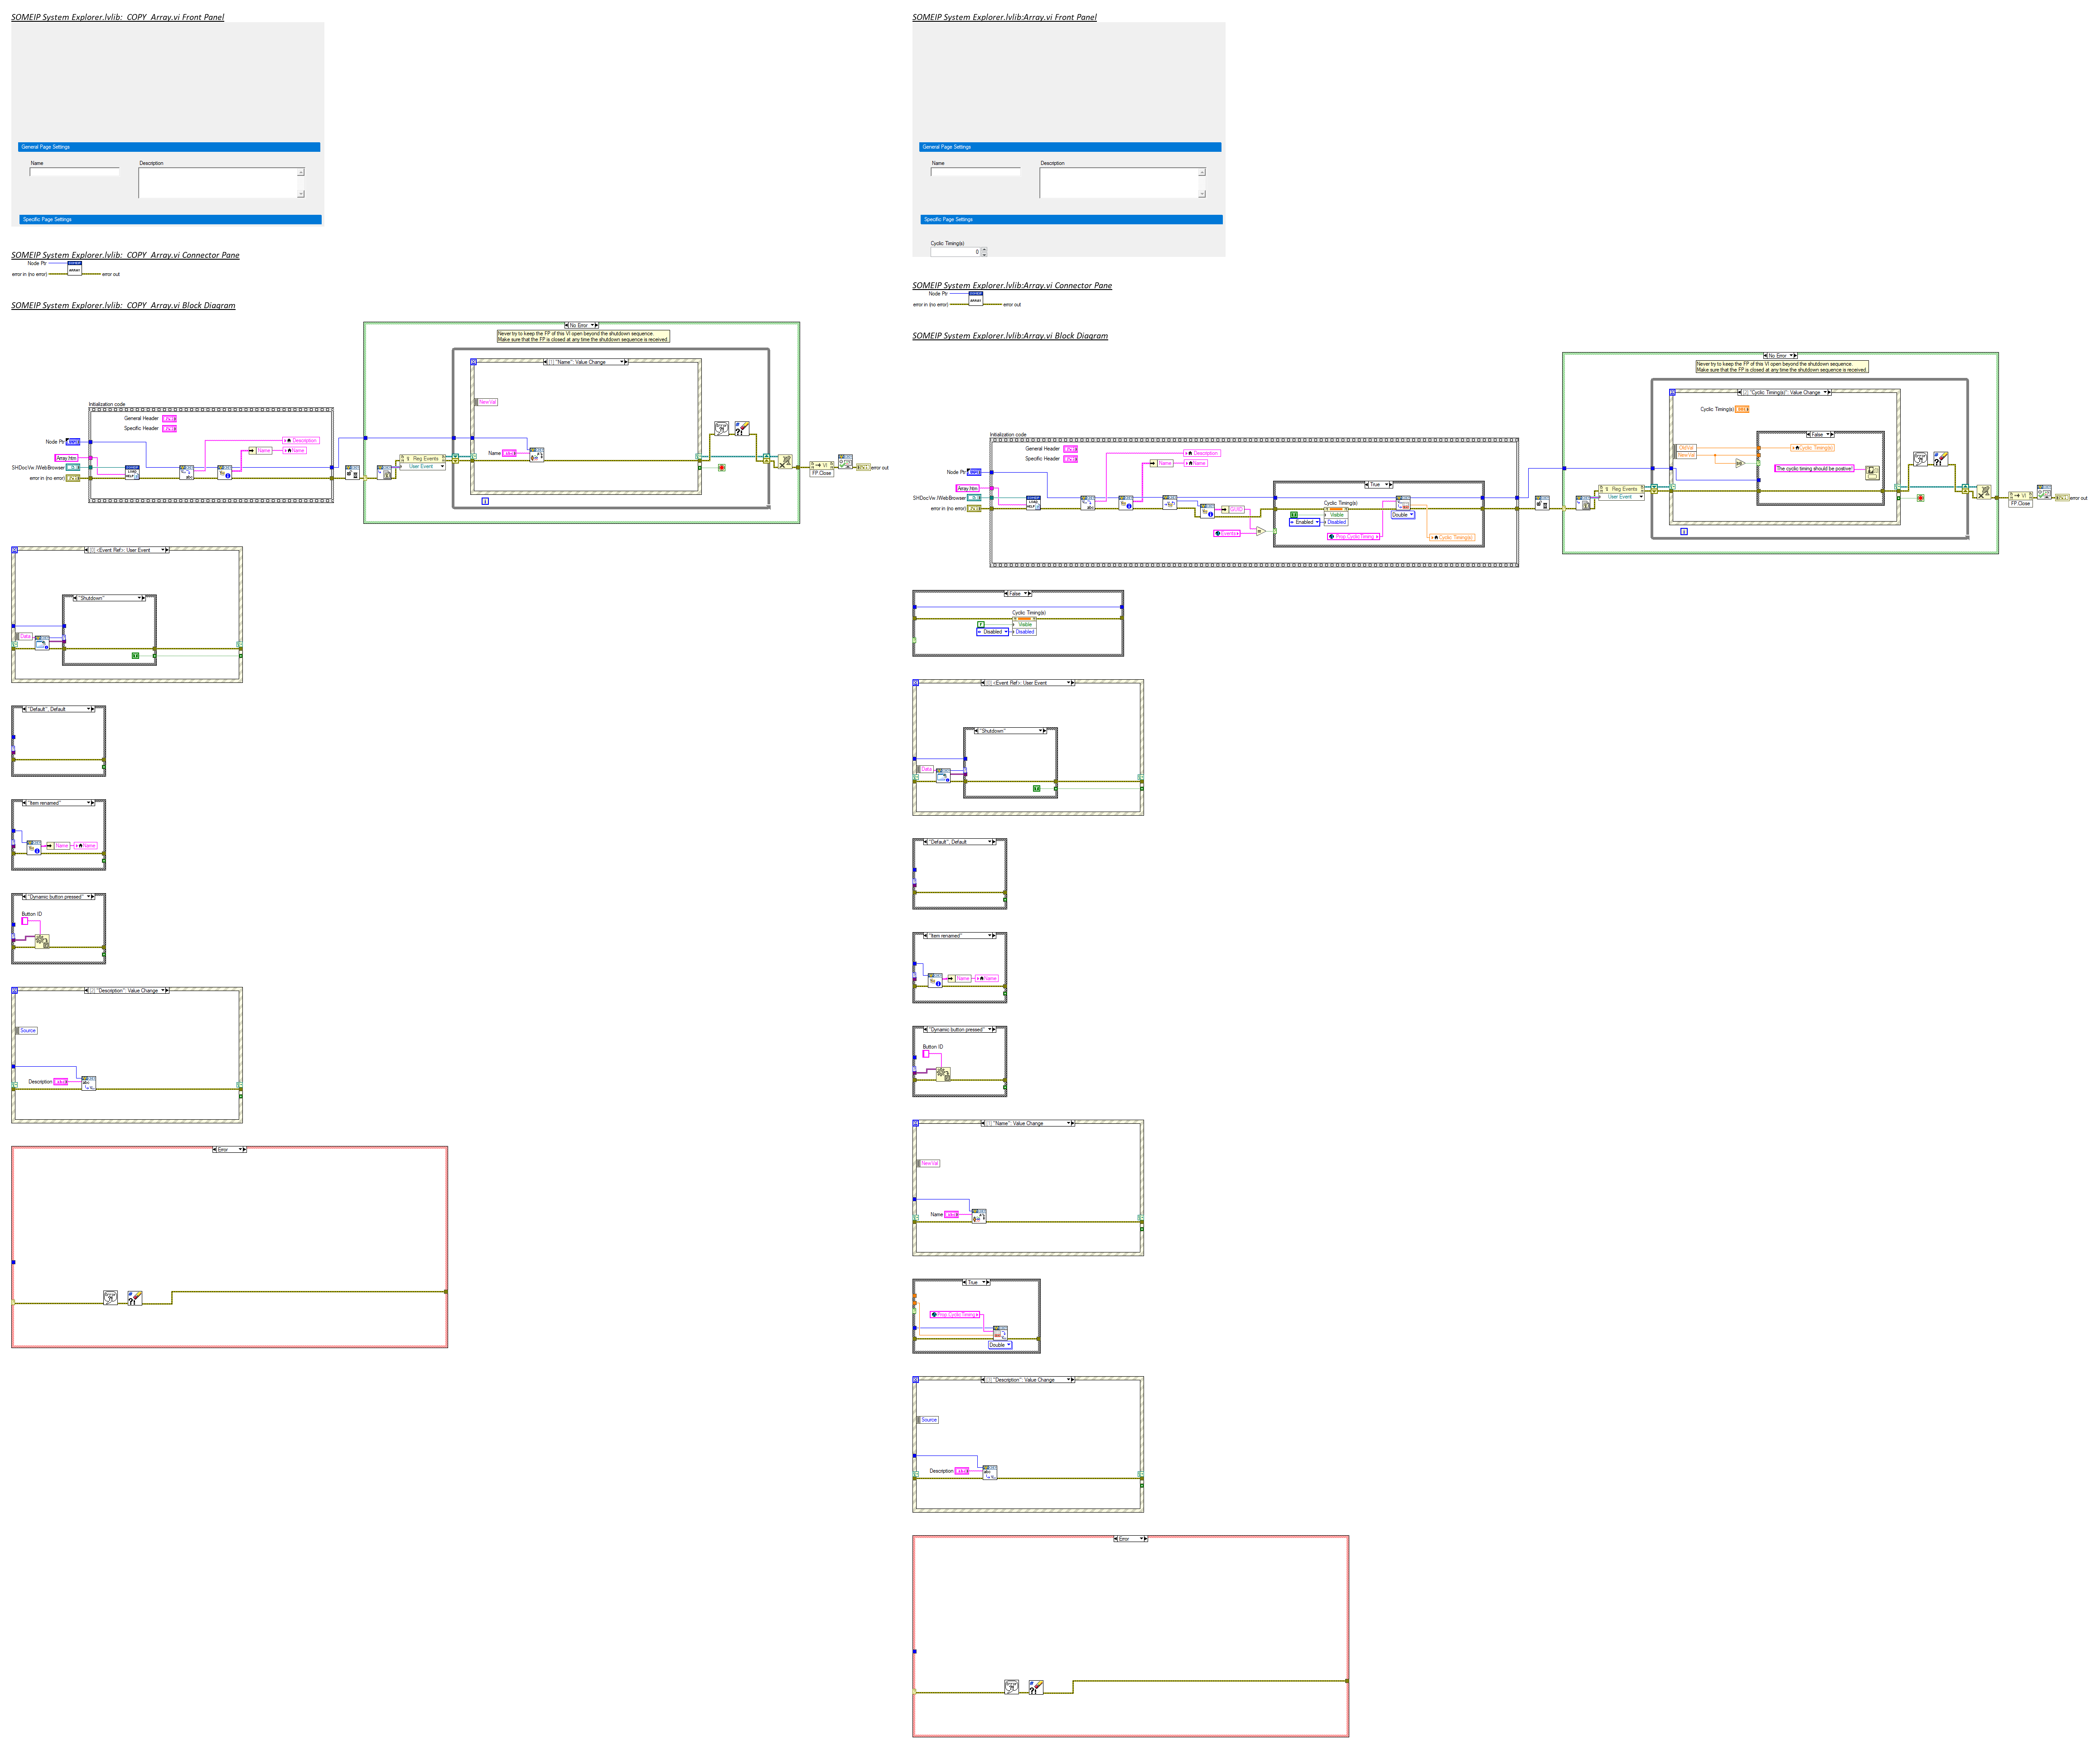 SOMEIP System Explorer.lvlib:_COPY_Array.vi Front Panel
General Page Settings
Name
Description
Specific Page Settings
SOMEIP System Explorer.lvlib:_COPY_Array.vi Connector Pane
Node Ptr
SOMEIP
ARRAY
error in (no error)
error out
SOMEIP System Explorer.lvlib:_COPY_Array.vi Block Diagram
No Error
Never try to keep the FP of this VI open beyond the shutdown sequence.
Make sure that the FP is closed at any time the shutdown sequence is received.
[1] "Name": Value Change
NewVal
Initialization code
General Header
Specific Header
Node Ptr
Description
Array.htm
Name
Name
SHDocVw.IWebBrowser
error in (no error)
Name
Reg Events
User Event
FP.Close
error out
[0] <Event Ref>: User Event
"Shutdown"
Data
"Default", Default
"Item renamed"
Name
Name
"Dynamic button pressed"
Button ID
[2] "Description": Value Change
Source
Description
Error
SOMEIP System Explorer.lvlib:Array.vi Front Panel
General Page Settings
Name
Description
Specific Page Settings
Cyclic Timing(s)
0
SOMEIP System Explorer.lvlib:Array.vi Connector Pane
Node Ptr
SOMEIP
ARRAY
error in (no error)
error out
SOMEIP System Explorer.lvlib:Array.vi Block Diagram
No Error
Never try to keep the FP of this VI open beyond the shutdown sequence.
Make sure that the FP is closed at any time the shutdown sequence is received.
[2] "Cyclic Timing(s)": Value Change
Cyclic Timing(s)
False
OldVal
NewVal
Cyclic Timing(s)
The cyclic timing should be positive!
Initialization code
General Header
Specific Header
Description
Name
Name
Node Ptr
Array.htm
SHDocVw.IWebBrowser
error in (no error)
GUID
Events
True
Cyclic Timing(s)
Visible
Enabled
Disabled
Double
Prop.CyclicTiming
Cyclic Timing(s)
Reg Events
User Event
FP.Close
error out
False
Cyclic Timing(s)
Visible
Disabled
Disabled
[0] <Event Ref>: User Event
"Shutdown"
Data
"Default", Default
"Item renamed"
Name
Name
"Dynamic button pressed"
Button ID
[1] "Name": Value Change
NewVal
Name
True
Prop.CyclicTiming
Double
[3] "Description": Value Change
Source
Description
Error